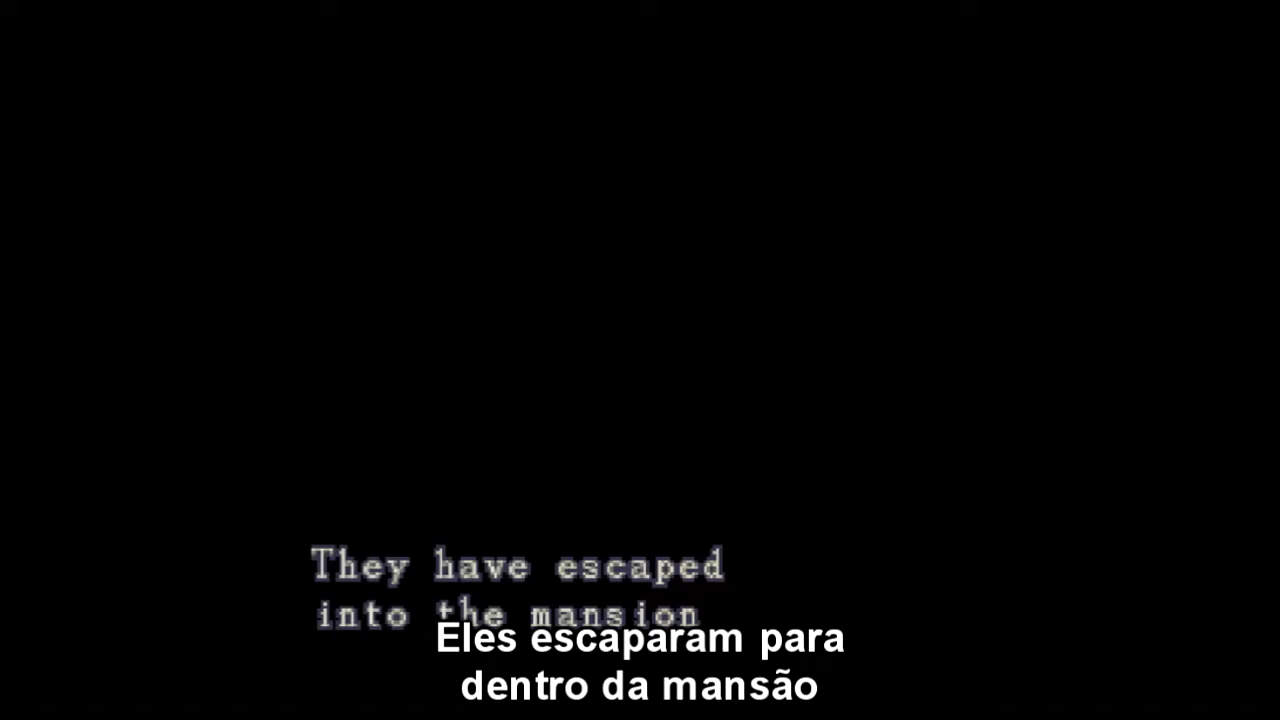 They have escaped
into the mansion
Eles escaparam para
dentro da mansão